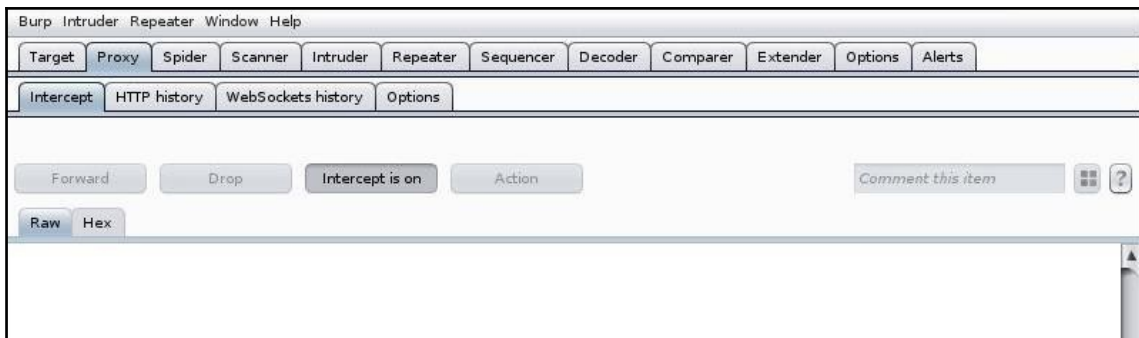 Burp Intruder Repeater Window Help
Target Proxy Spider Scanner Intruder Repeater Sequencer Decoder Comparer Extender Options Alerts
Intercept HTTP history WebSockets history Options
Forward Drop Intercept is on Action Comment this item ?
Raw Hex